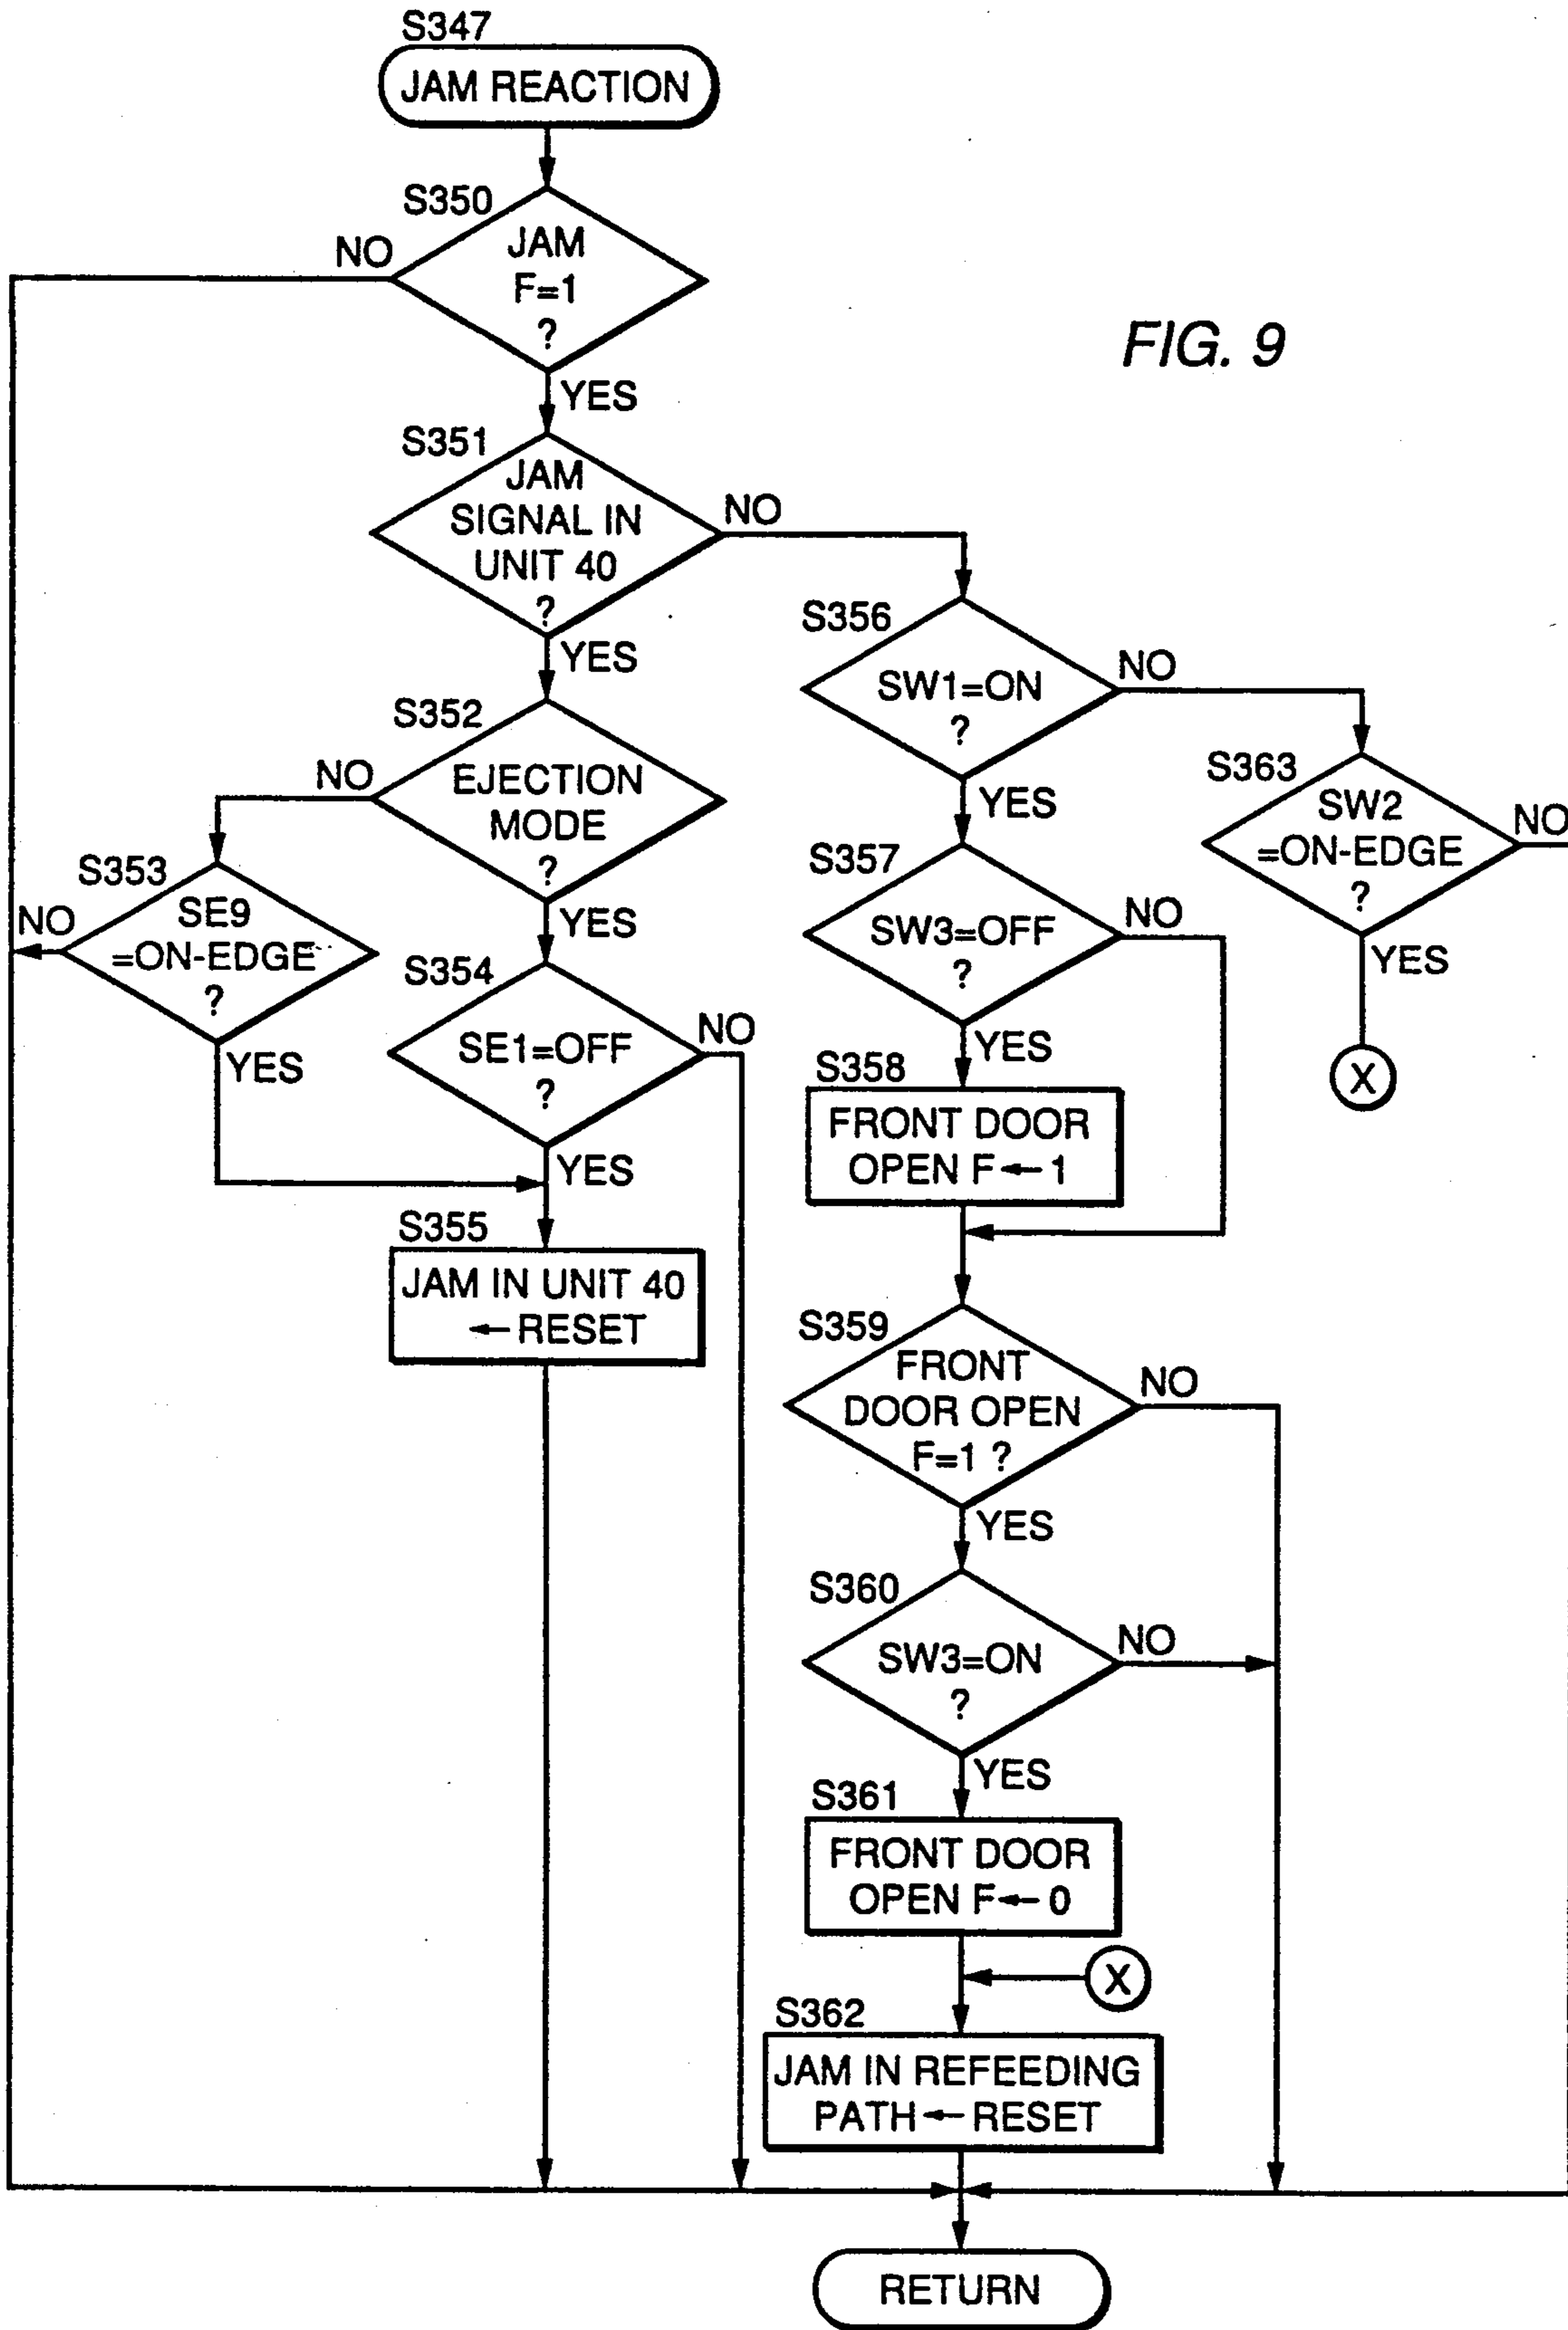 S347
JAM REACTION
S350
JAM
F=1
?
NO
YES
FIG. 9
S351
JAM
SIGNAL IN
UNIT 40
?
NO
YES
S352
EJECTION
MODE
?
NO
YES
S353
SE9
=ON-EDGE
?
NO
YES
S354
SE1=OFF
?
NO
YES
S355
JAM IN UNIT 40
←RESET
S356
SW1=ON
?
NO
YES
S363
SW2
=ON-EDGE
?
NO
YES
X
S357
SW3=OFF
?
NO
YES
S358
FRONT DOOR
OPEN F←1
S359
FRONT
DOOR OPEN
F=1 ?
NO
YES
S360
SW3=ON
?
NO
YES
S361
FRONT DOOR
OPEN F←0
X
S362
JAM IN REFEEDING
PATH←RESET
RETURN